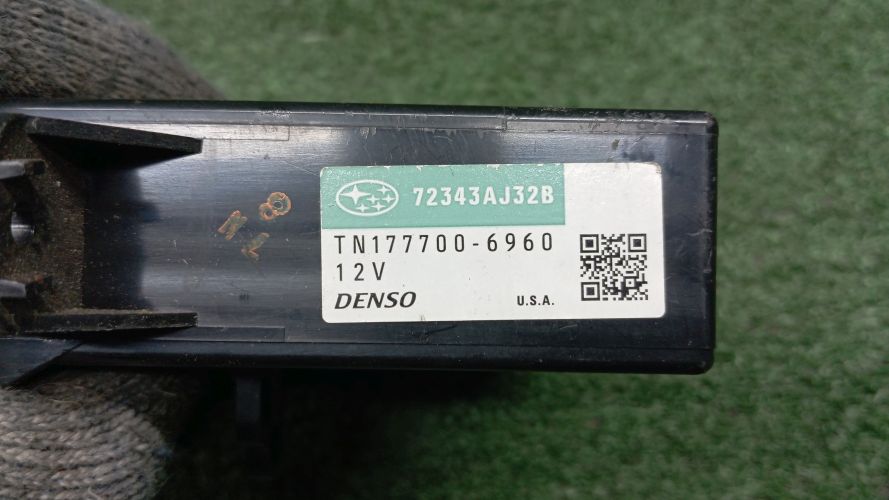 72343AJ32B
TN177700-6960
12V
DENSO
U.S.A.